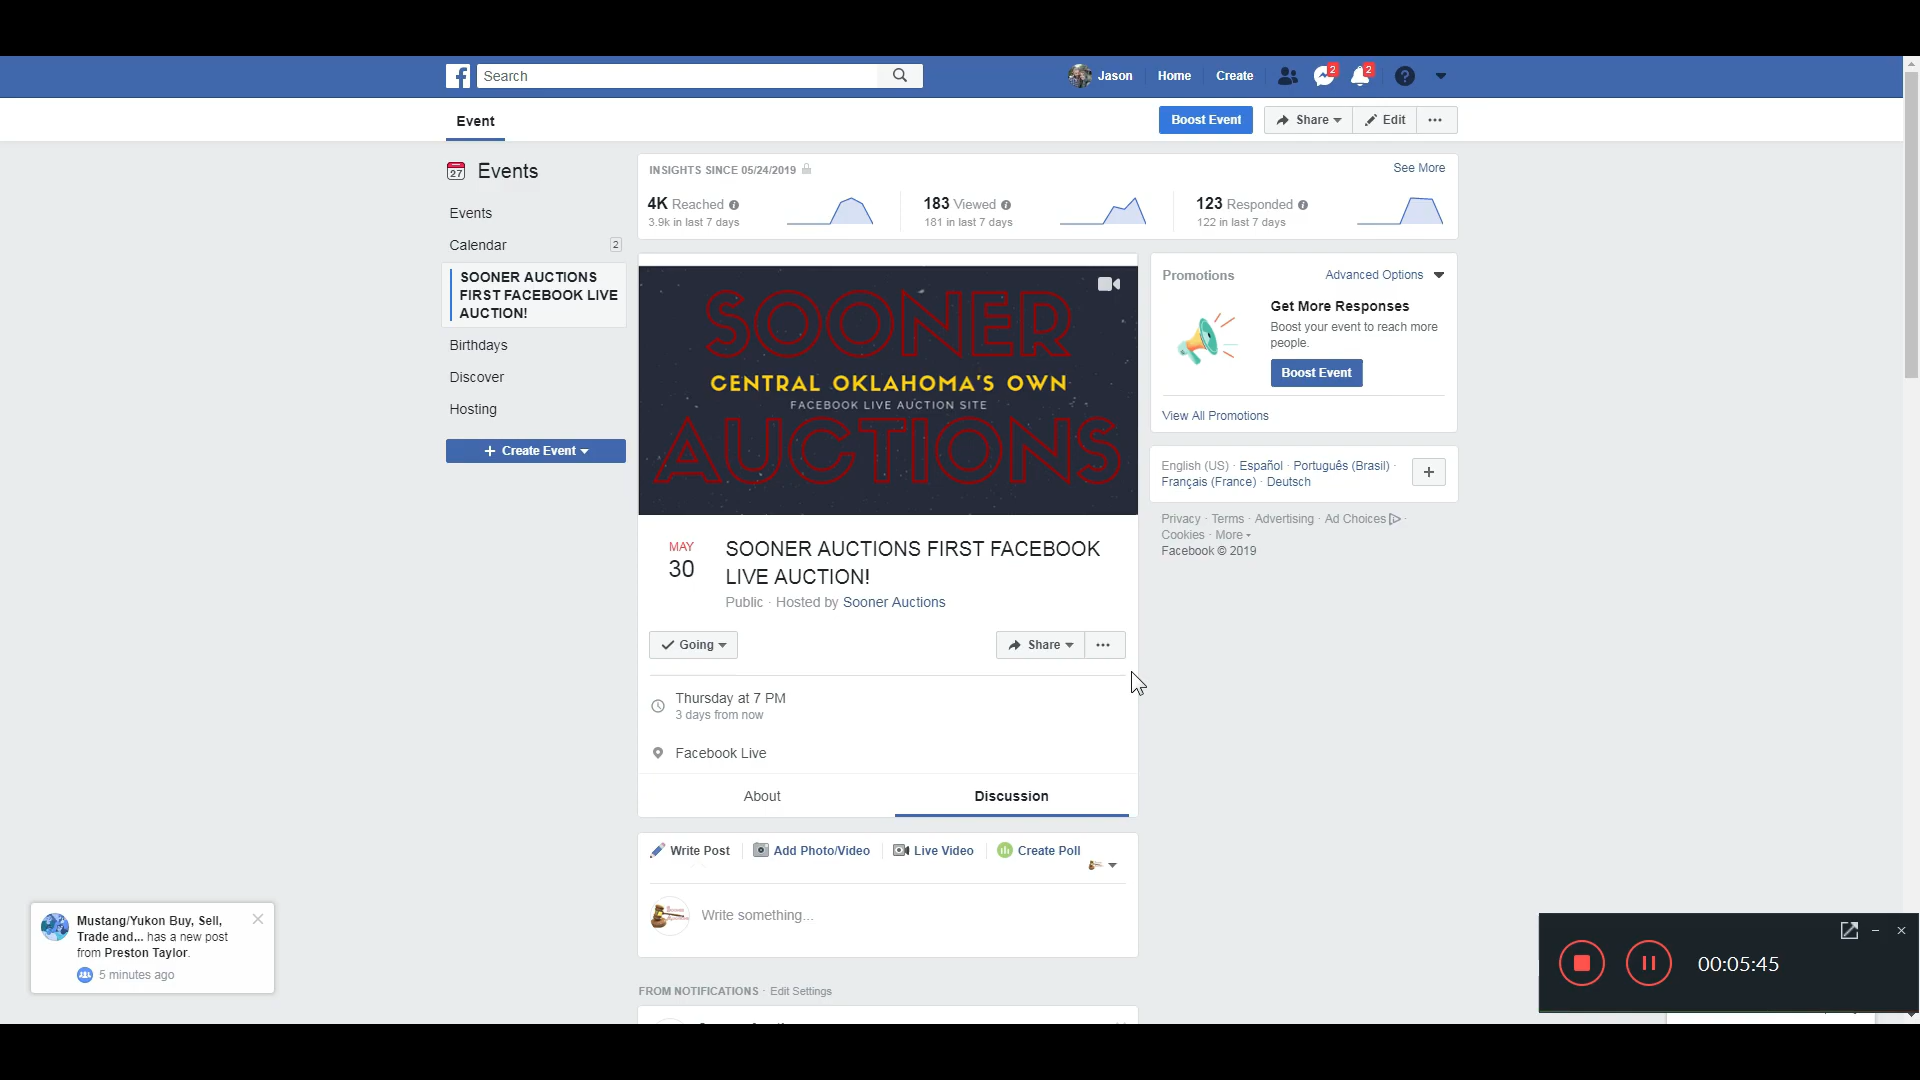 Search
Jason
Home
Create
2
2
Event
Boost Event
Share
Edit
27
Events
Events
Calendar
2
SOONER AUCTIONS
FIRST FACEBOOK LIVE
AUCTION!
Birthdays
Discover
Hosting
+ Create Event
INSIGHTS SINCE 05/24/2019
See More
4K Reached
3.9k in last 7 days
183 Viewed
181 in last 7 days
123 Responded
122 in last 7 days
SOONER
CENTRAL OKLAHOMA'S OWN
FACEBOOK LIVE AUCTION SITE
AUCTIONS
MAY
30
SOONER AUCTIONS FIRST FACEBOOK
LIVE AUCTION!
Public · Hosted by Sooner Auctions
Going
Share
Thursday at 7 PM
3 days from now
Facebook Live
About
Discussion
Write Post
Add Photo/Video
Live Video
Create Poll
Write something...
FROM NOTIFICATIONS · Edit Settings
Promotions
Advanced Options
Get More Responses
Boost your event to reach more
people.
Boost Event
View All Promotions
English (US) · Español · Português (Brasil) ·
Français (France) · Deutsch
Privacy · Terms · Advertising · Ad Choices ·
Cookies · More
Facebook © 2019
Mustang/Yukon Buy, Sell,
Trade and... has a new post
from Preston Taylor.
5 minutes ago
00:05:45